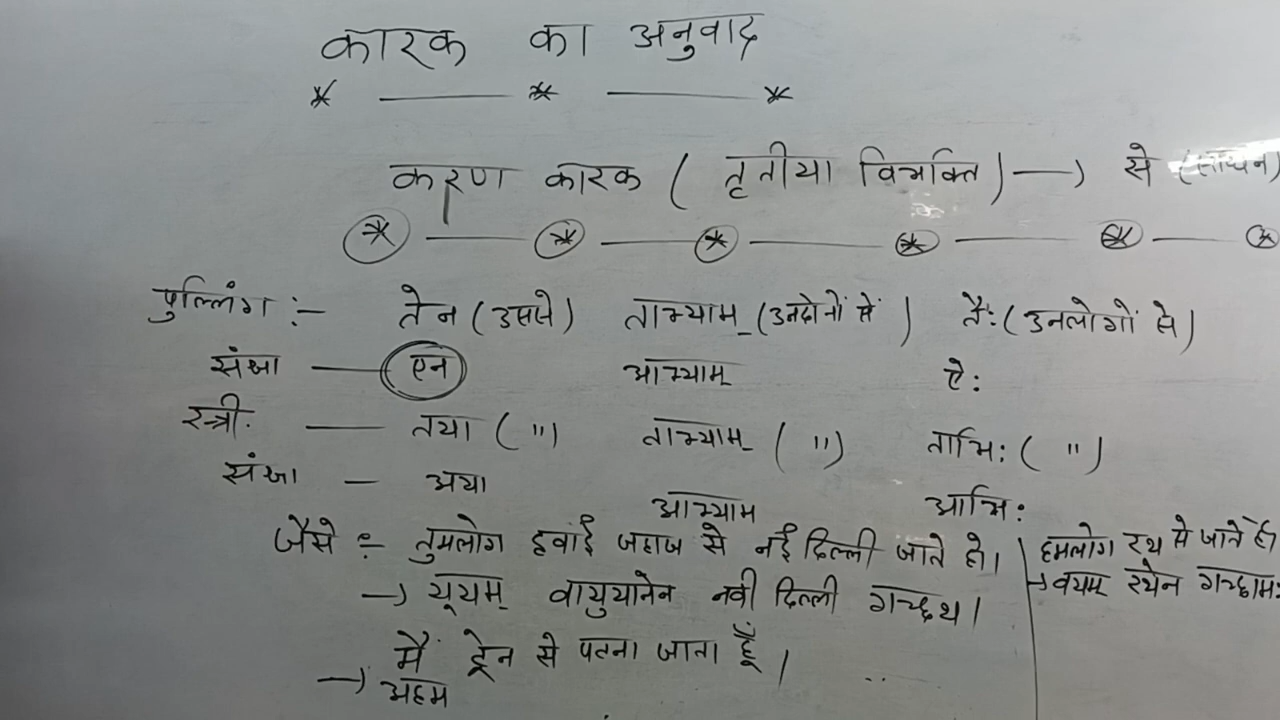 कारक का अनुवाद
करण कारक ( तृतीया विभक्ति ) → से (साधन)
पुल्लिंग :- तेन (उससे) ताभ्याम् (उनदोनों से ) तैः (उनलोगों से)
संज्ञा — एन आभ्याम् ऐः
स्त्री. — तया ( " ) ताभ्याम् ( " ) ताभिः ( " )
संज्ञा — अया आभ्याम आभिः
जैसे :- तुमलोग हवाई जहाज से नई दिल्ली जाते हो।
→ यूयम् वायुयानेन नवी दिल्ली गच्छथ।
मैं ट्रेन से पटना जाता हूँ।
→ अहम
हमलोग रथ से जाते हैं
→ वयम् रथेन गच्छामः